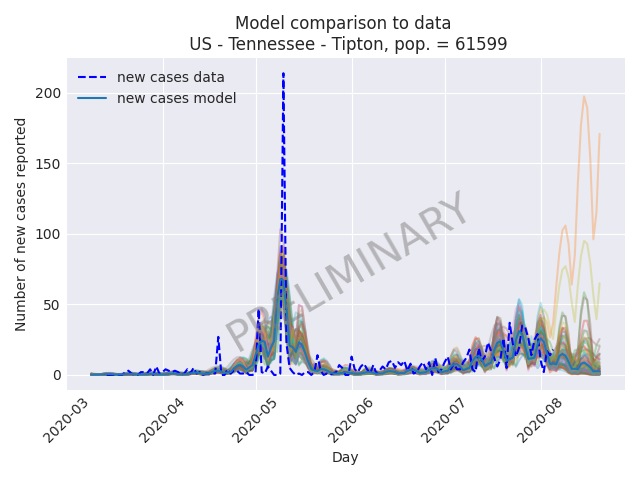 Model comparison to data
US - Tennessee - Tipton, pop. = 61599
new cases data
new cases model
PRELIMINARY
Number of new cases reported
200
150
100
50
0
2020-03
2020-04
2020-05
2020-06
2020-07
2020-08
Day